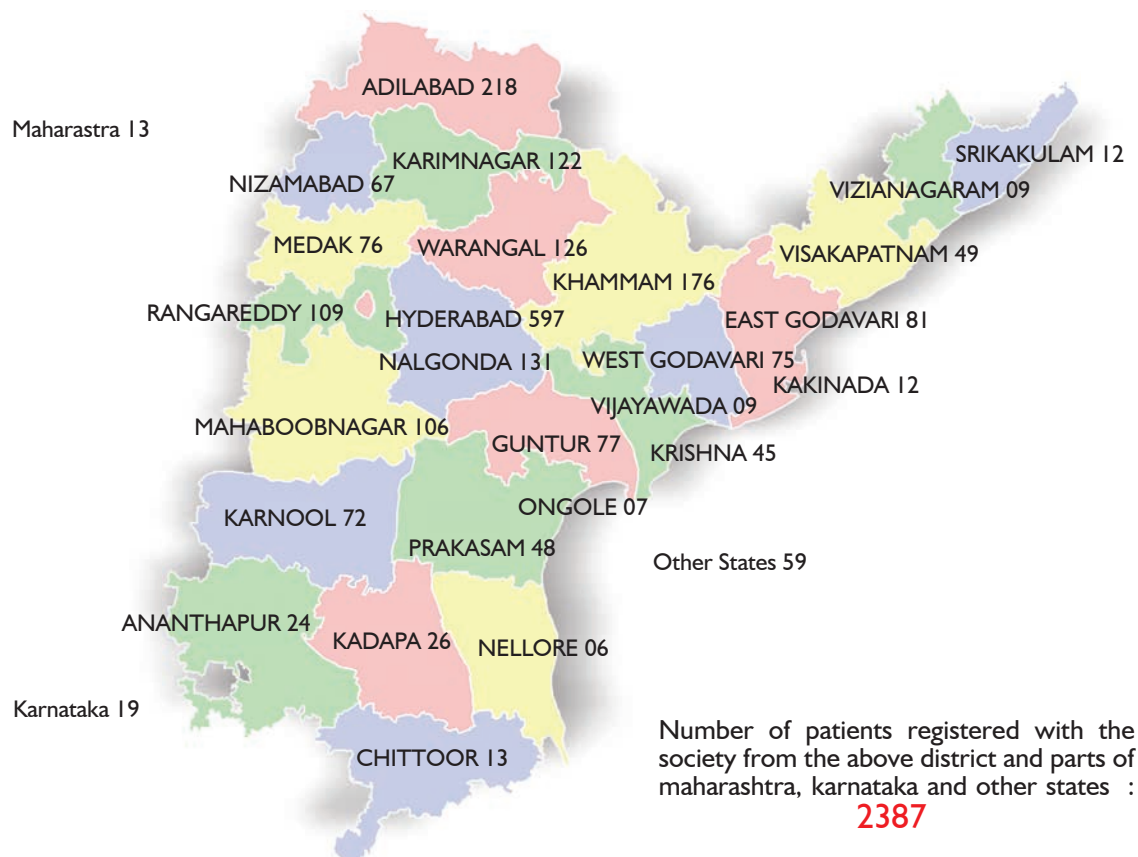 ADILABAD 218
Maharastra 13
KARIMNAGAR 122
SRIKAKULAM 12
NIZAMABAD 67
VIZIANAGARAM 09
MEDAK 76
WARANGAL 126
VISAKAPATNAM 49
KHAMMAM 176
RANGAREDDY 109
HYDERABAD 597
EAST GODAVARI 81
NALGONDA 131
WEST GODAVARI 75
KAKINADA 12
VIJAYAWADA 09
MAHABOOBNAGAR 106
GUNTUR 77
KRISHNA 45
ONGOLE 07
KARNOOL 72
PRAKASAM 48
Other States 59
ANANTHAPUR 24
KADAPA 26
NELLORE 06
Karnataka 19
CHITTOOR 13
Number of patients registered with the
society from the above district and parts of
maharashtra, karnataka and other states :
2387